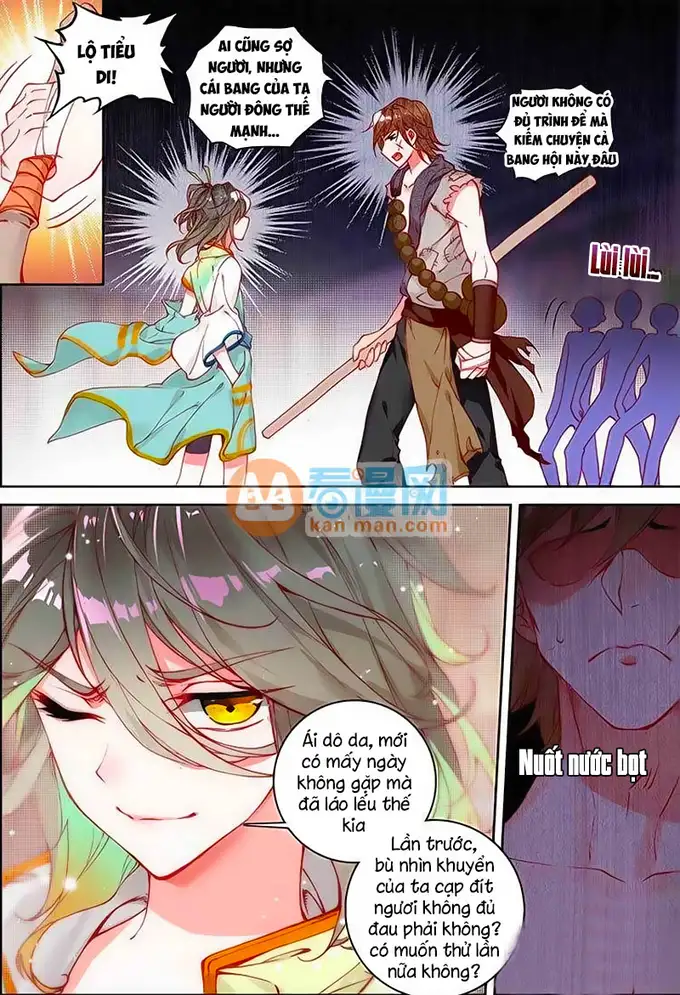 LỘ TIỂU
DI!
AI CŨNG SỢ
NGƯƠI, NHƯNG
CÁI BANG CỦA TA
NGƯỜI ĐÔNG THẾ
MẠNH...
NGƯƠI KHÔNG CÓ
ĐỦ TRÌNH ĐỂ MÀ
KIẾM CHUYỆN CẢ
BANG HỘI NÀY ĐÂU
Lùi lùi...
看漫网
kanman.com
Ái dô da, mới
có mấy ngày
không gặp mà
đã láo lếu thế
kia
Lần trước,
bù nhìn khuyển
của ta cạp đít
ngươi không đủ
đau phải không?
có muốn thử lần
nữa không?
Nuốt nước bọt